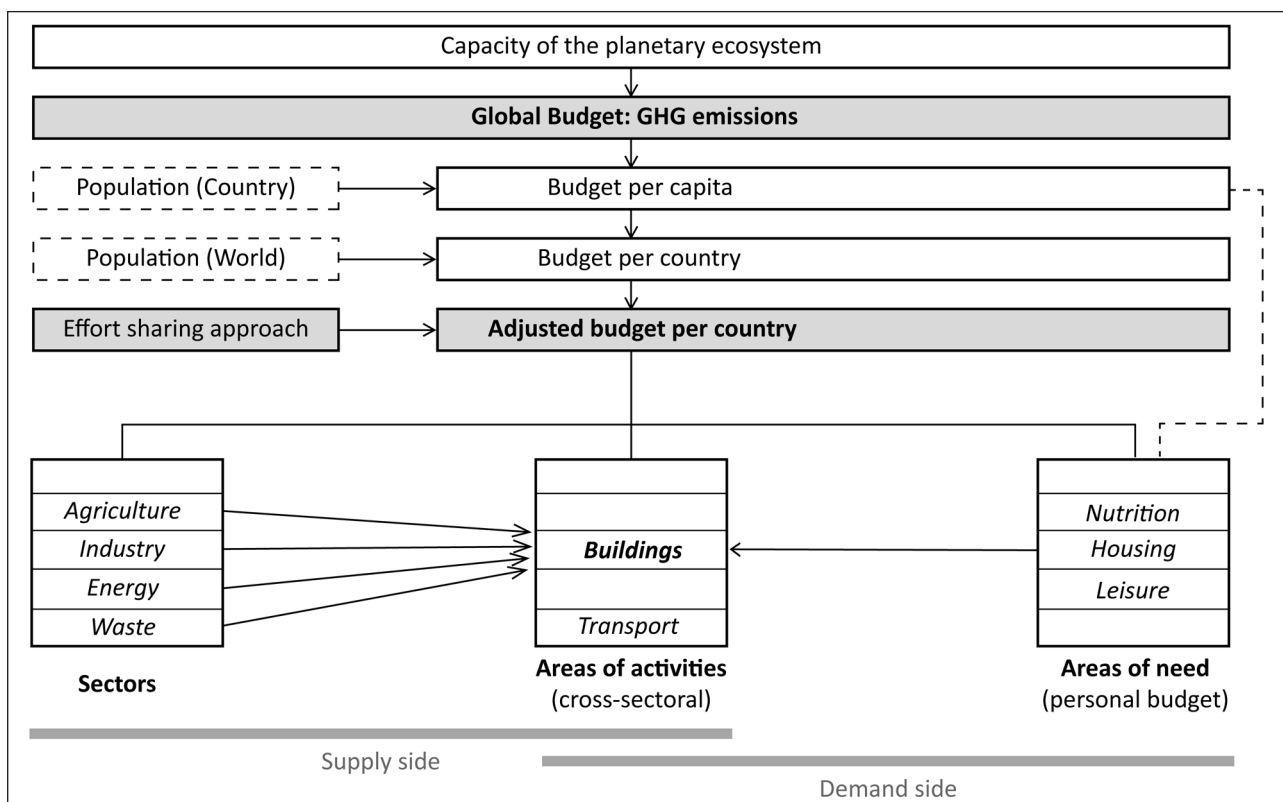 Capacity of the planetary ecosystem
Global Budget: GHG emissions
Population (Country)
Budget per capita
Population (World)
Budget per country
Effort sharing approach
Adjusted budget per country
Agriculture
Industry
Energy
Waste
Sectors
Buildings
Transport
Areas of activities
(cross-sectoral)
Nutrition
Housing
Leisure
Areas of need
(personal budget)
Supply side
Demand side